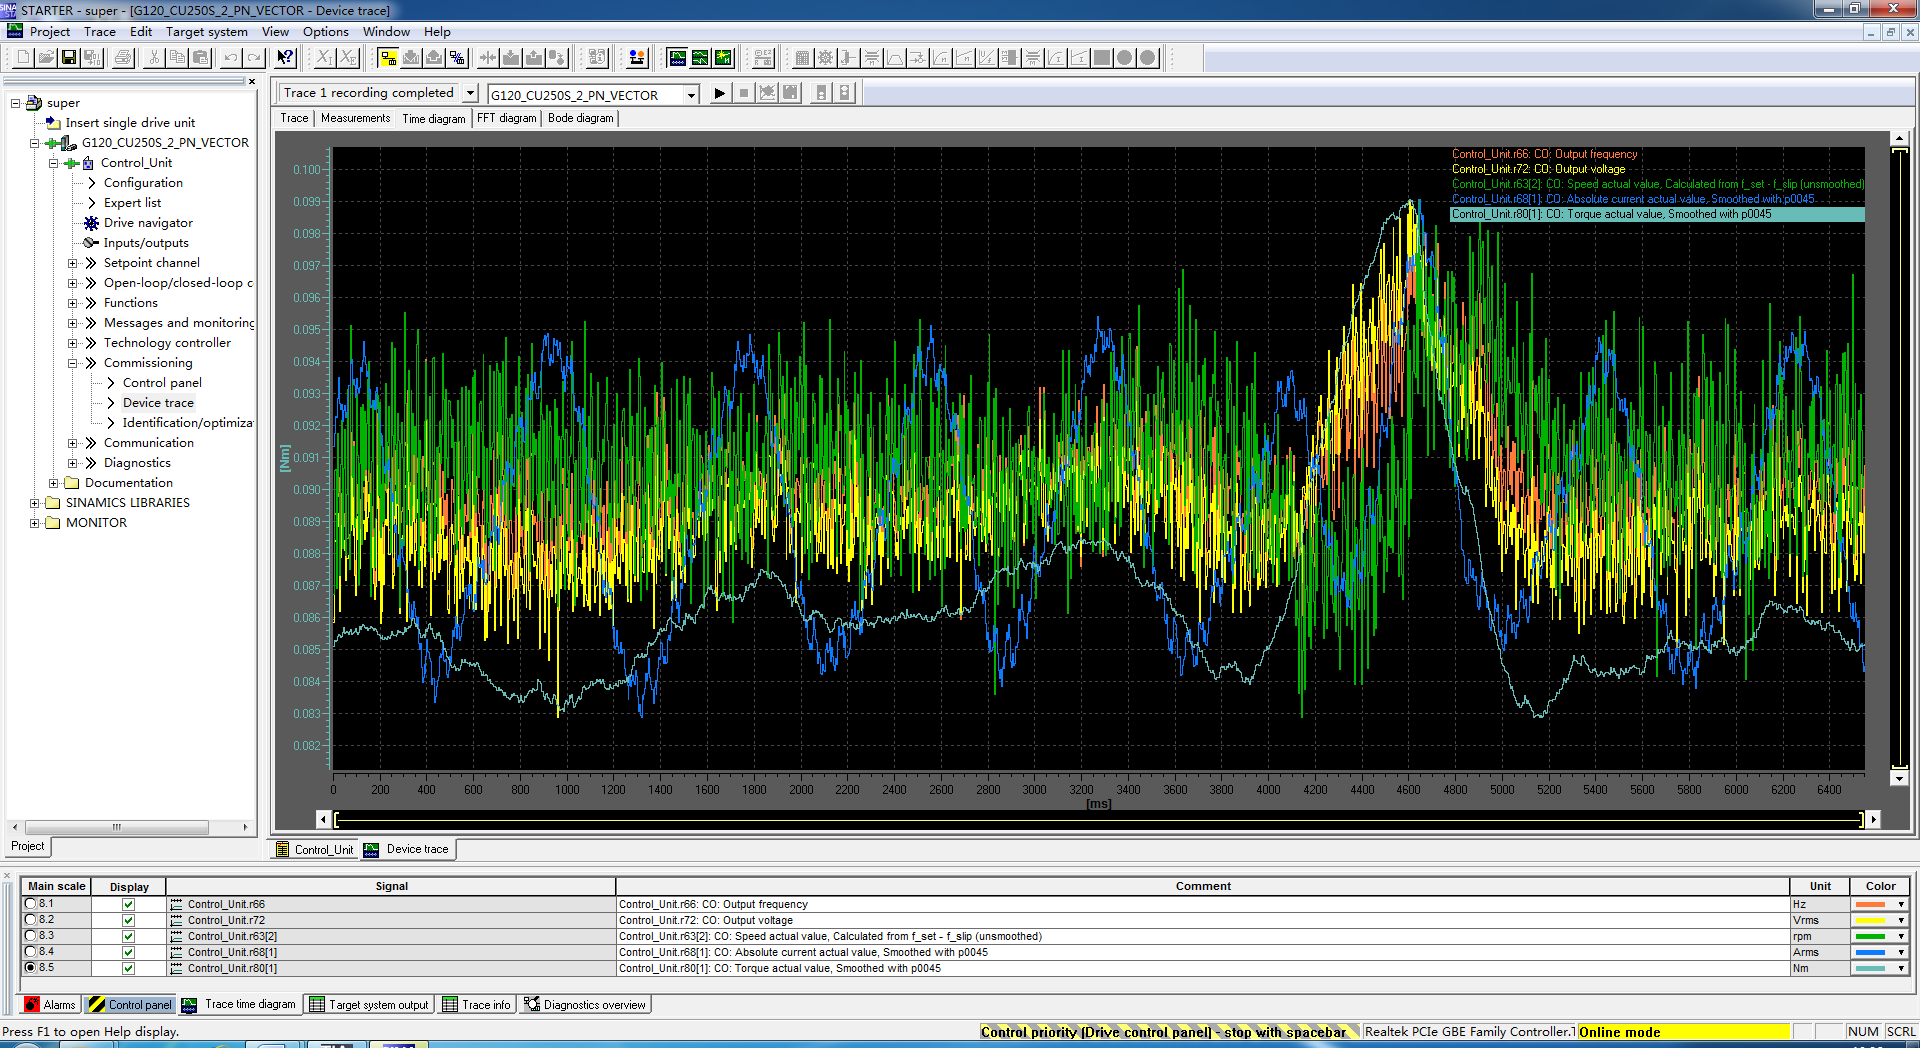 STARTER - super - [G120_CU250S_2_PN_VECTOR - Device trace]
Project Trace Edit Target system View Options Window Help
Trace 1 recording completed
G120_CU250S_2_PN_VECTOR
Trace Measurements Time diagram FFT diagram Bode diagram
super
Insert single drive unit
G120_CU250S_2_PN_VECTOR
Control_Unit
Configuration
Expert list
Drive navigator
Inputs/outputs
Setpoint channel
Open-loop/closed-loop c
Functions
Messages and monitoring
Technology controller
Commissioning
Control panel
Device trace
Identification/optimiza
Communication
Diagnostics
Documentation
SINAMICS LIBRARIES
MONITOR
Project
Control_Unit.r66: CO: Output frequency
Control_Unit.r72: CO: Output voltage
Control_Unit.r63[2]: CO: Speed actual value, Calculated from f_set - f_slip (unsmoothed)
Control_Unit.r68[1]: CO: Absolute current actual value, Smoothed with p0045
Control_Unit.r80[1]: CO: Torque actual value, Smoothed with p0045
0.100
0.099
0.098
0.097
0.096
0.095
0.094
0.093
0.092
0.091
0.090
0.089
0.088
0.087
0.086
0.085
0.084
0.083
0.082
[Nm]
0 200 400 600 800 1000 1200 1400 1600 1800 2000 2200 2400 2600 2800 3000 3200 3400 3600 3800 4000 4200 4400 4600 4800 5000 5200 5400 5600 5800 6000 6200 6400
[ms]
Control_Unit Device trace
Main scale Display Signal Comment Unit Color
8.1 Control_Unit.r66 Control_Unit.r66: CO: Output frequency Hz
8.2 Control_Unit.r72 Control_Unit.r72: CO: Output voltage Vrms
8.3 Control_Unit.r63[2] Control_Unit.r63[2]: CO: Speed actual value, Calculated from f_set - f_slip (unsmoothed) rpm
8.4 Control_Unit.r68[1] Control_Unit.r68[1]: CO: Absolute current actual value, Smoothed with p0045 Arms
8.5 Control_Unit.r80[1] Control_Unit.r80[1]: CO: Torque actual value, Smoothed with p0045 Nm
Alarms Control panel Trace time diagram Target system output Trace info Diagnostics overview
Press F1 to open Help display.
Control priority [Drive control panel] - stop with spacebar
Realtek PCIe GBE Family Controller.T
Online mode
NUM SCRL